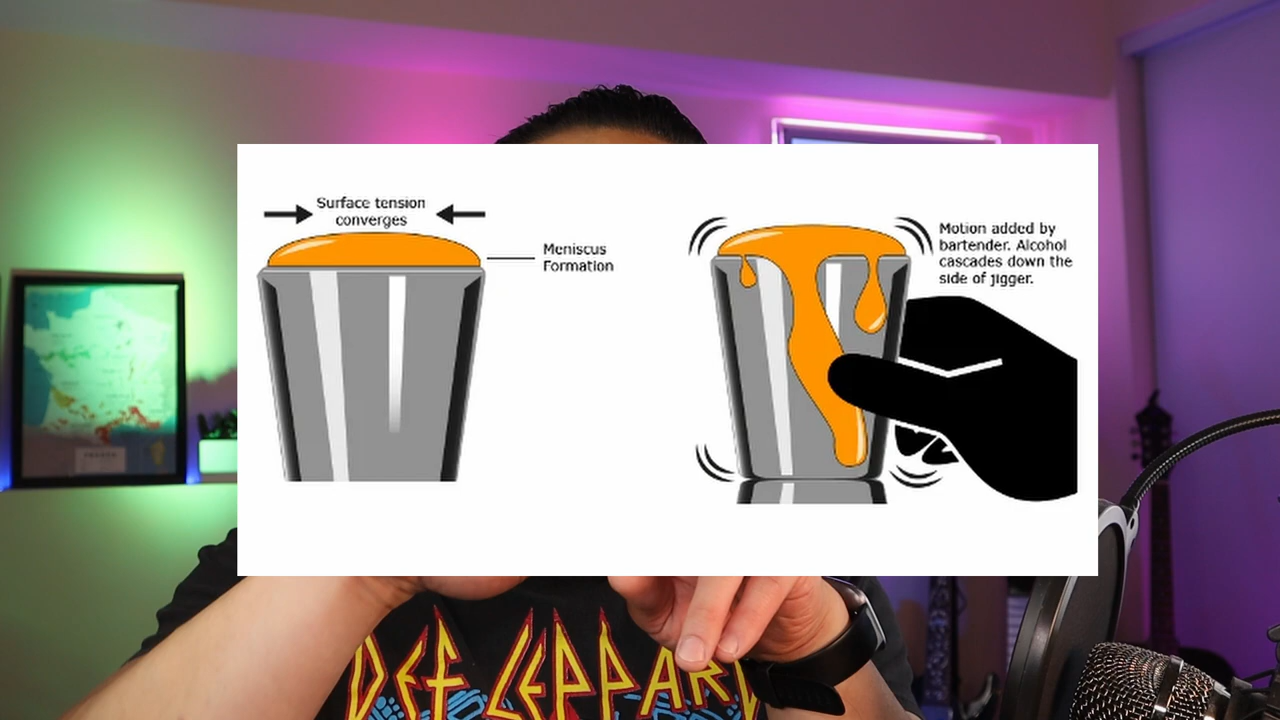 Surface tension
converges
Meniscus
Formation
Motion added by
bartender. Alcohol
cascades down the
side of jigger.
DEF LEPPARD